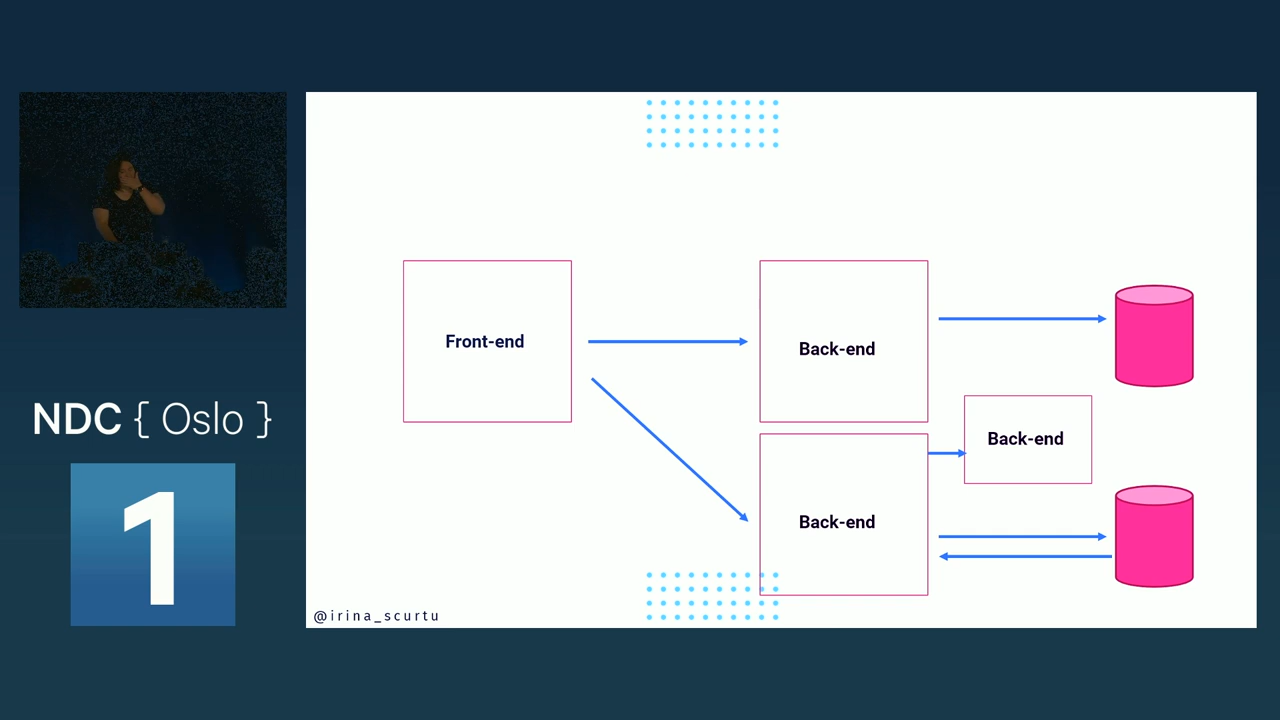 NDC { Oslo }
1
Front-end
Back-end
Back-end
Back-end
@irina_scurtu